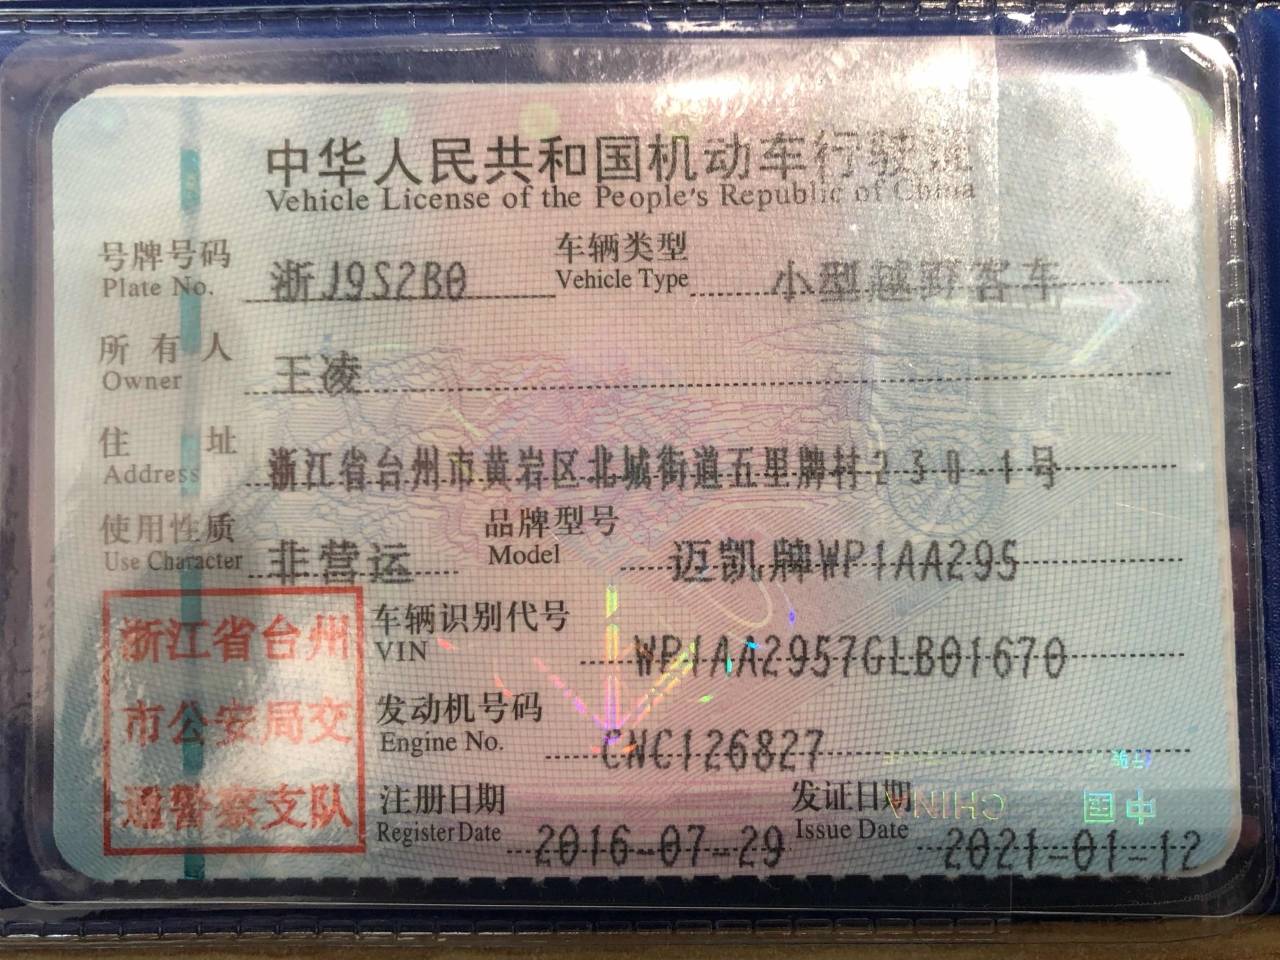 中华人民共和国机动车行驶证
Vehicle License of the People's Republic of China
号牌号码 浙J9S2B0 车辆类型 小型越野客车
Plate No. Vehicle Type
所有人 王凌
Owner
住址 浙江省台州市黄岩区北城街道五里牌村230-1号
Address
使用性质 非营运 品牌型号 迈凯牌WP1AA295
Use Character Model
浙江省台州
市公安局交
通警察支队
车辆识别代号 WP1AA2957GLB01670
VIN
发动机号码 CNC126827
Engine No.
注册日期 2016-07-29 发证日期 2021-01-12
Register Date Issue Date
中国 CHINA
行驶